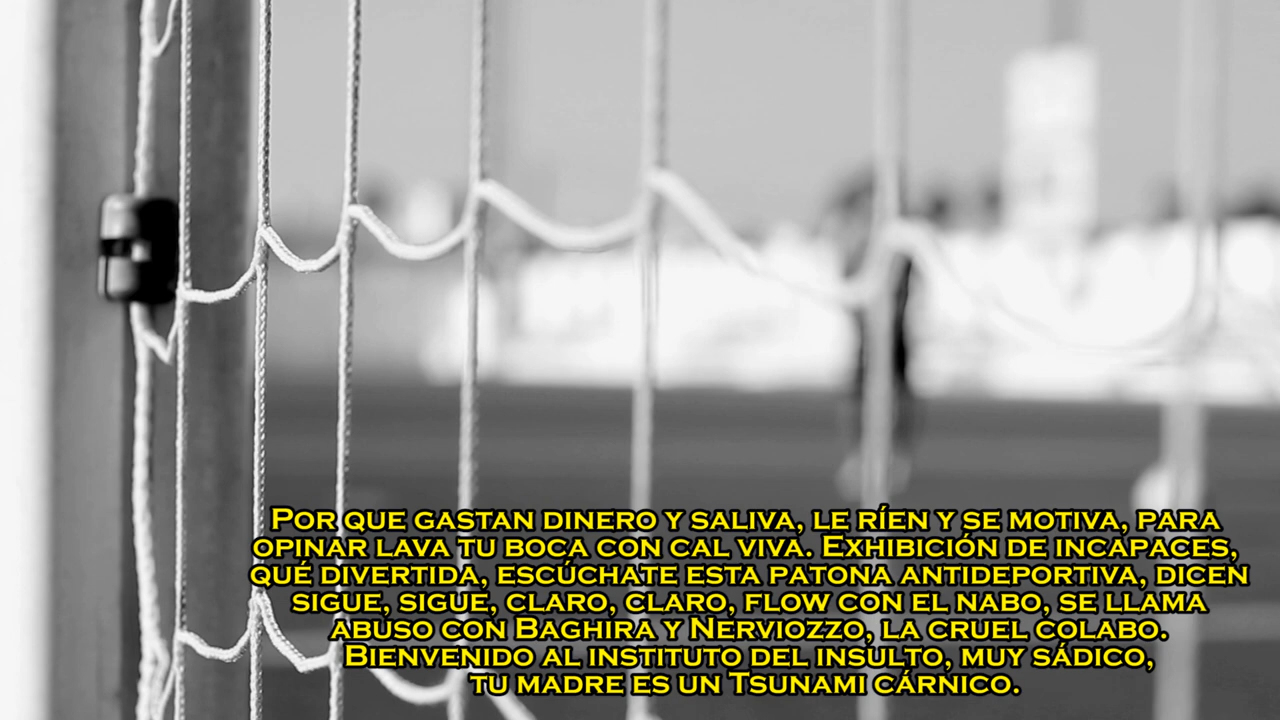 Por que gastan dinero y saliva, le ríen y se motiva, para
opinar lava tu boca con cal viva. Exhibición de incapaces,
qué divertida, escúchate esta patona antideportiva, dicen
sigue, sigue, claro, claro, flow con el nabo, se llama
abuso con Baghira y Nerviozzo, la cruel colabo.
Bienvenido al instituto del insulto, muy sádico,
tu madre es un Tsunami cárnico.